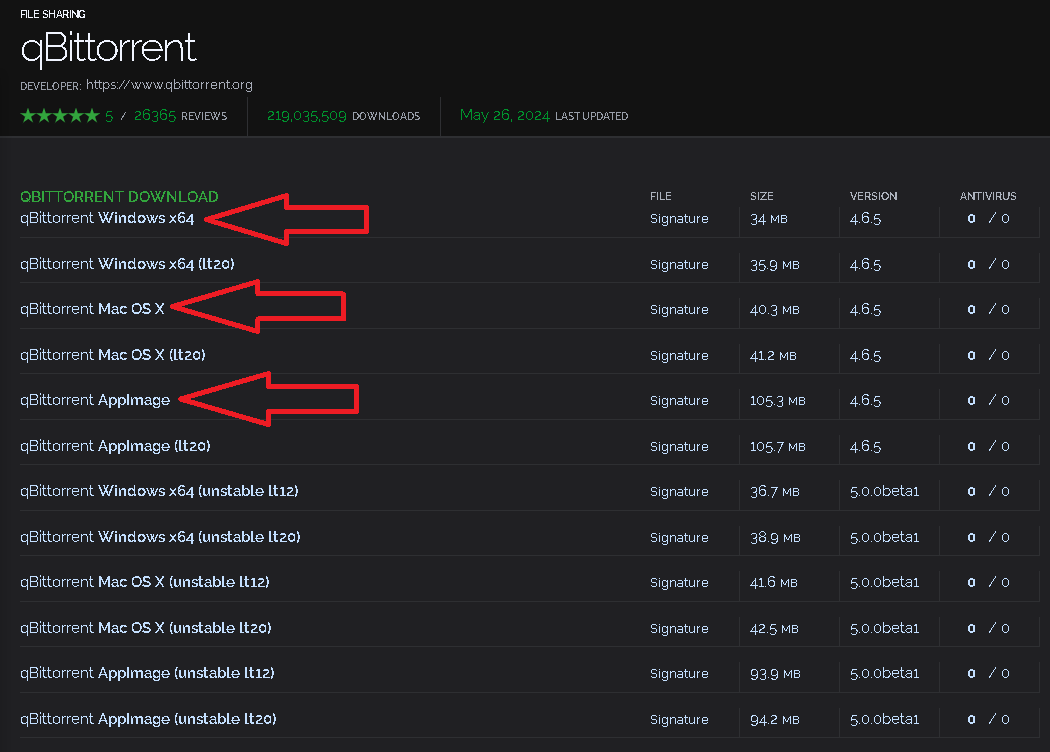 FILE SHARING
qBittorrent
DEVELOPER: https://www.qbittorrent.org
5 / 26365 REVIEWS 219,035,509 DOWNLOADS May 26, 2024 LAST UPDATED
QBITTORRENT DOWNLOAD FILE SIZE VERSION ANTIVIRUS
qBittorrent Windows x64 Signature 34 MB 4.6.5 0 / 0
qBittorrent Windows x64 (lt20) Signature 35.9 MB 4.6.5 0 / 0
qBittorrent Mac OS X Signature 40.3 MB 4.6.5 0 / 0
qBittorrent Mac OS X (lt20) Signature 41.2 MB 4.6.5 0 / 0
qBittorrent AppImage Signature 105.3 MB 4.6.5 0 / 0
qBittorrent AppImage (lt20) Signature 105.7 MB 4.6.5 0 / 0
qBittorrent Windows x64 (unstable lt12) Signature 36.7 MB 5.0.0beta1 0 / 0
qBittorrent Windows x64 (unstable lt20) Signature 38.9 MB 5.0.0beta1 0 / 0
qBittorrent Mac OS X (unstable lt12) Signature 41.6 MB 5.0.0beta1 0 / 0
qBittorrent Mac OS X (unstable lt20) Signature 42.5 MB 5.0.0beta1 0 / 0
qBittorrent AppImage (unstable lt12) Signature 93.9 MB 5.0.0beta1 0 / 0
qBittorrent AppImage (unstable lt20) Signature 94.2 MB 5.0.0beta1 0 / 0